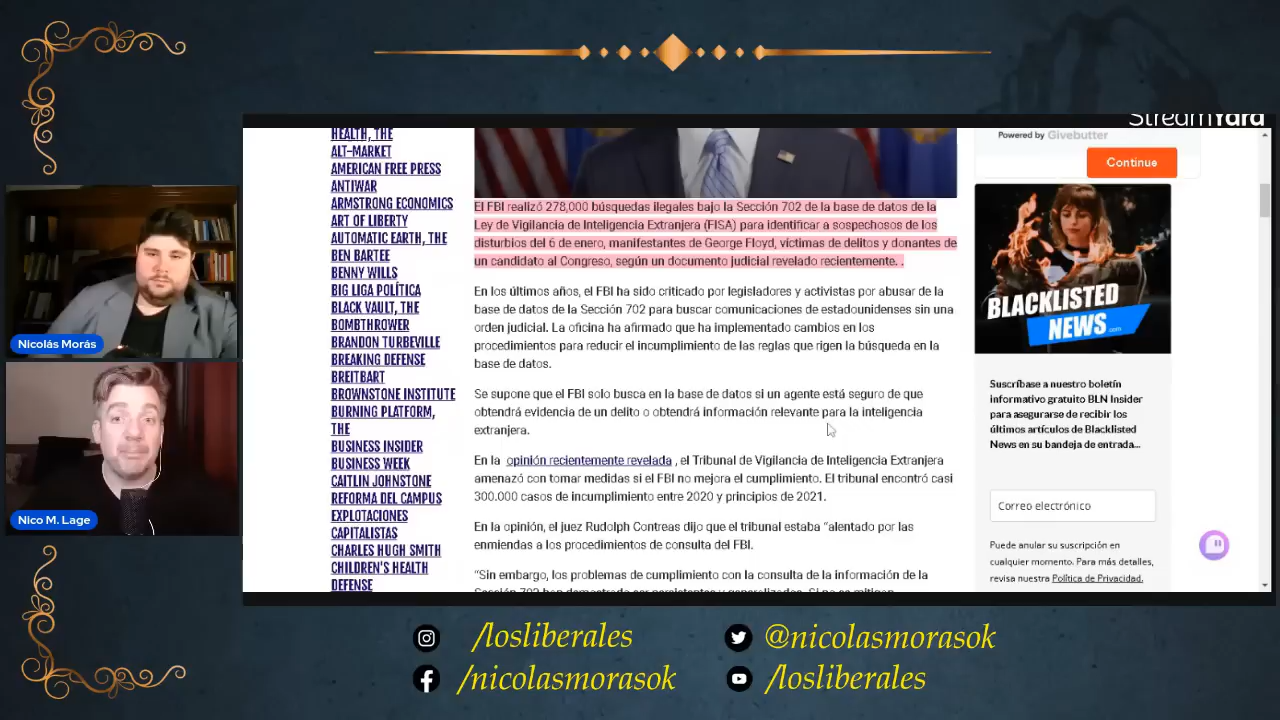 StreamYard
HEALTH, THE
ALT-MARKET
AMERICAN FREE PRESS
ANTIWAR
ARMSTRONG ECONOMICS
ART OF LIBERTY
AUTOMATIC EARTH, THE
BEN BARTEE
BENNY WILLS
BIG LIGA POLÍTICA
BLACK VAULT, THE
BOMBTHROWER
BRANDON TURBEVILLE
BREAKING DEFENSE
BREITBART
BROWNSTONE INSTITUTE
BURNING PLATFORM,
THE
BUSINESS INSIDER
BUSINESS WEEK
CAITLIN JOHNSTONE
REFORMA DEL CAMPUS
EXPLOTACIONES
CAPITALISTAS
CHARLES HUGH SMITH
CHILDREN'S HEALTH
DEFENSE
El FBI realizó 278,000 búsquedas ilegales bajo la Sección 702 de la base de datos de la
Ley de Vigilancia de Inteligencia Extranjera (FISA) para identificar a sospechosos de los
disturbios del 6 de enero, manifestantes de George Floyd, víctimas de delitos y donantes de
un candidato al Congreso, según un documento judicial revelado recientemente. .
En los últimos años, el FBI ha sido criticado por legisladores y activistas por abusar de la
base de datos de la Sección 702 para buscar comunicaciones de estadounidenses sin una
orden judicial. La oficina ha afirmado que ha implementado cambios en los
procedimientos para reducir el incumplimiento de las reglas que rigen la búsqueda en la
base de datos.
Se supone que el FBI solo busca en la base de datos si un agente está seguro de que
obtendrá evidencia de un delito o obtendrá información relevante para la inteligencia
extranjera.
En la opinión recientemente revelada , el Tribunal de Vigilancia de Inteligencia Extranjera
amenazó con tomar medidas si el FBI no mejora el cumplimiento. El tribunal encontró casi
300.000 casos de incumplimiento entre 2020 y principios de 2021.
En la opinión, el juez Rudolph Contreras dijo que el tribunal estaba “alentado por las
enmiendas a los procedimientos de consulta del FBI.
“Sin embargo, los problemas de cumplimiento con la consulta de la información de la
Powered by Givebutter
Continue
BLACKLISTED
NEWS.com
Suscríbase a nuestro boletín
informativo gratuito BLN Insider
para asegurarse de recibir los
últimos artículos de Blacklisted
News en su bandeja de entrada...
Correo electrónico
Puede anular su suscripción en
cualquier momento. Para más detalles,
revisa nuestra Política de Privacidad.
Nicolás Morás
Nico M. Lage
/losliberales
@nicolasmorasok
/nicolasmorasok
/losliberales